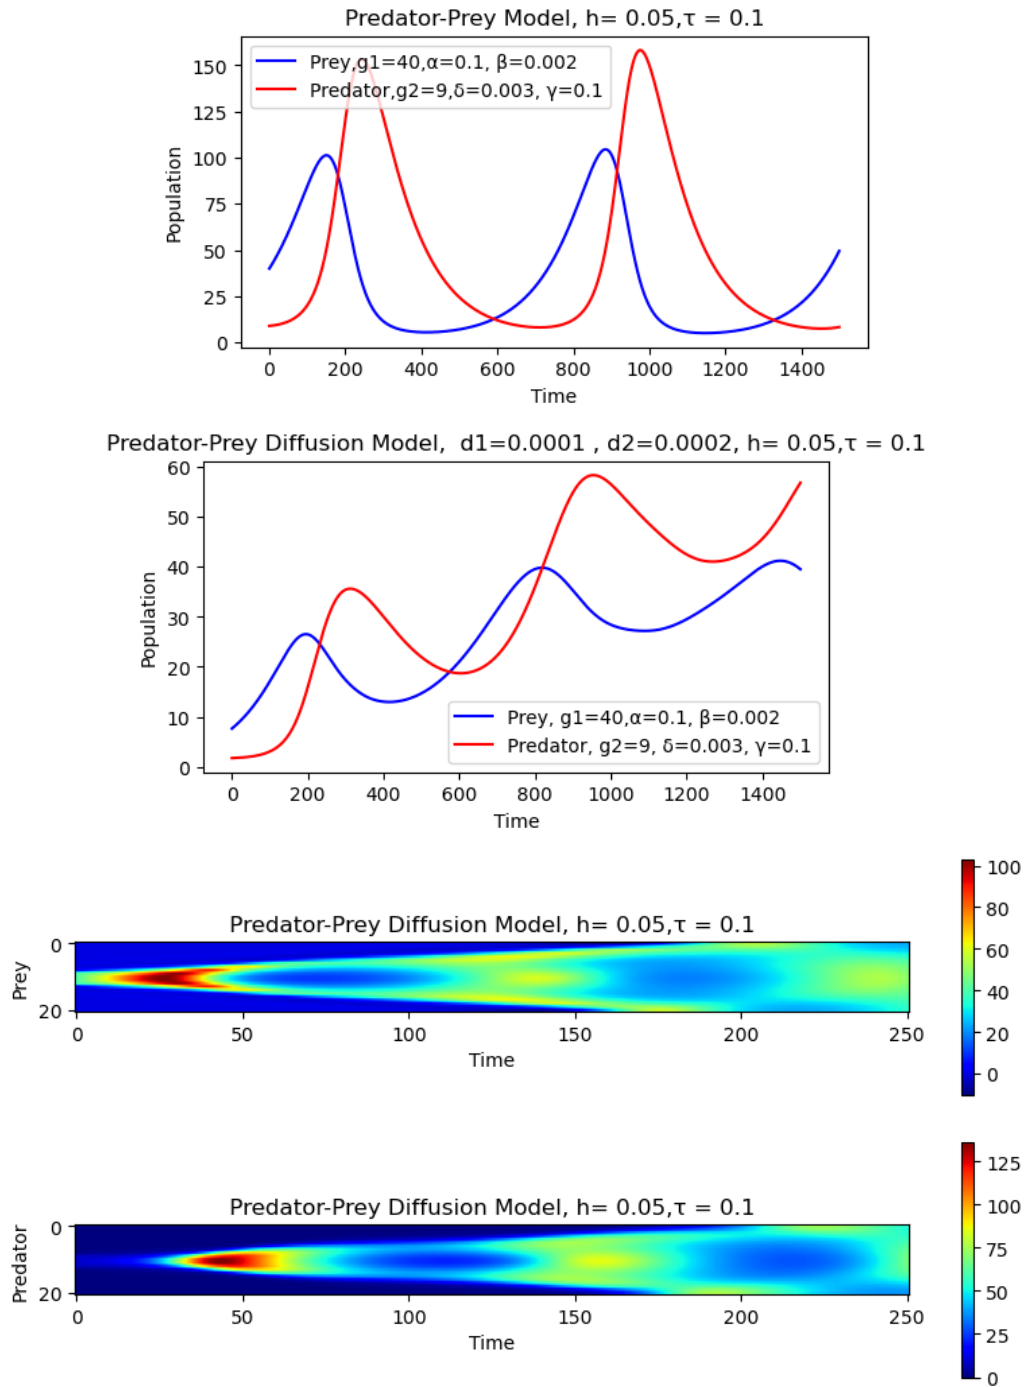 Predator-Prey Model, h= 0.05,τ = 0.1
Prey,g1=40,α=0.1, β=0.002
Predator,g2=9,δ=0.003, γ=0.1
Population
150
125
100
75
50
25
0
0 200 400 600 800 1000 1200 1400
Time
Predator-Prey Diffusion Model,  d1=0.0001 , d2=0.0002, h= 0.05,τ = 0.1
Population
60
50
40
30
20
10
0
Prey, g1=40,α=0.1, β=0.002
Predator, g2=9, δ=0.003, γ=0.1
0 200 400 600 800 1000 1200 1400
Time
Predator-Prey Diffusion Model, h= 0.05,τ = 0.1
Prey
0
20
0 50 100 150 200 250
Time
100
80
60
40
20
0
Predator-Prey Diffusion Model, h= 0.05,τ = 0.1
Predator
0
20
0 50 100 150 200 250
Time
125
100
75
50
25
0